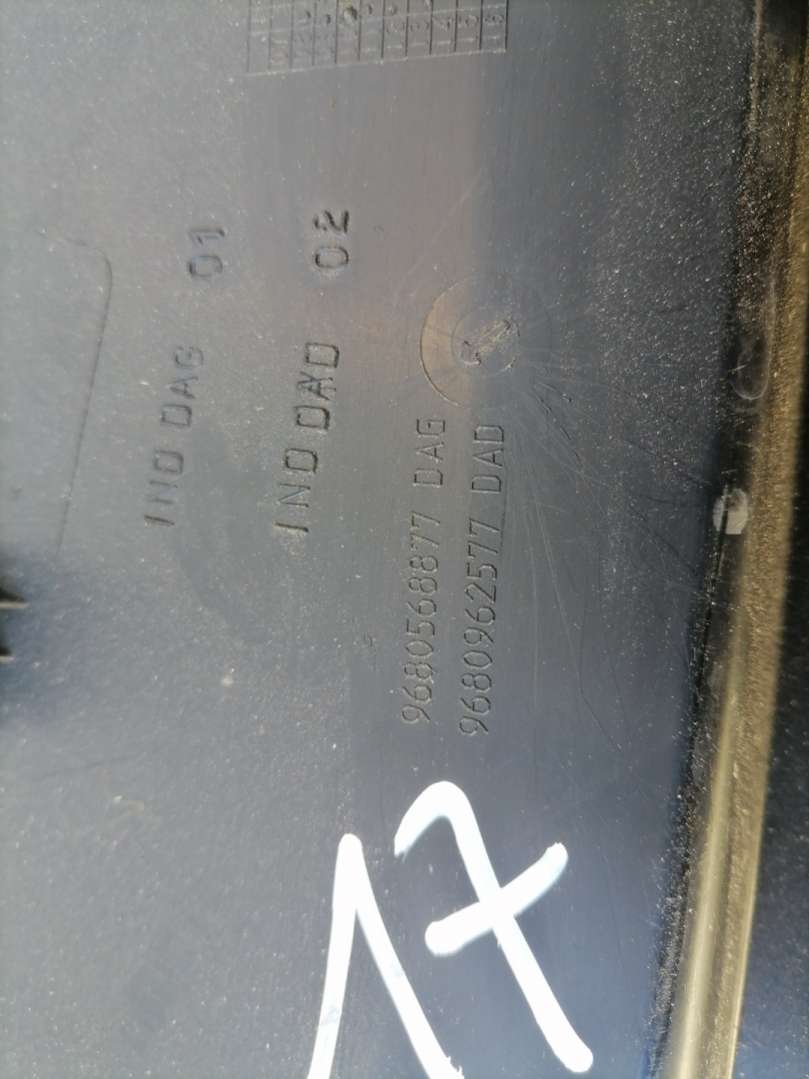 IND DAG 01
IND DAD 02
9680568877 DAG
9680962577 DAD
17